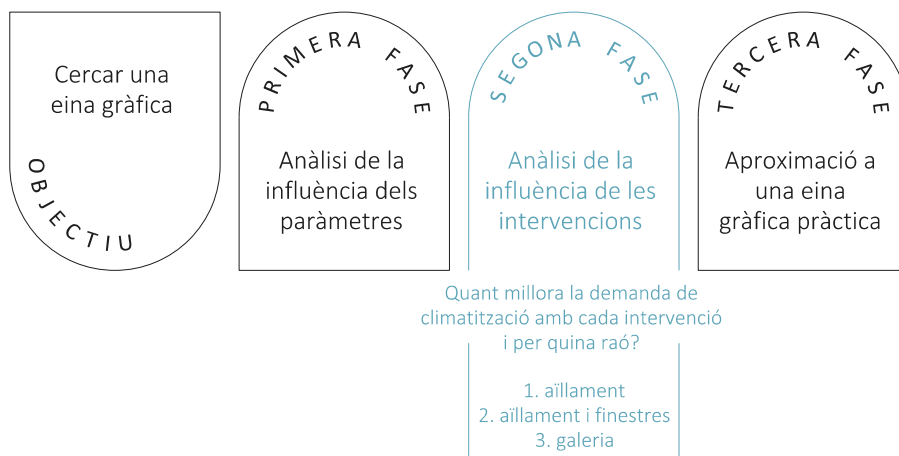 Cercar una
eina gràfica
OBJECTIU
PRIMERA FASE
Anàlisi de la
influència dels
paràmetres
SEGONA FASE
Anàlisi de la
influència de les
intervencions
Quant millora la demanda de
climatització amb cada intervenció
i per quina raó?
1. aïllament
2. aïllament i finestres
3. galeria
TERCERA FASE
Aproximació a
una eina
gràfica pràctica